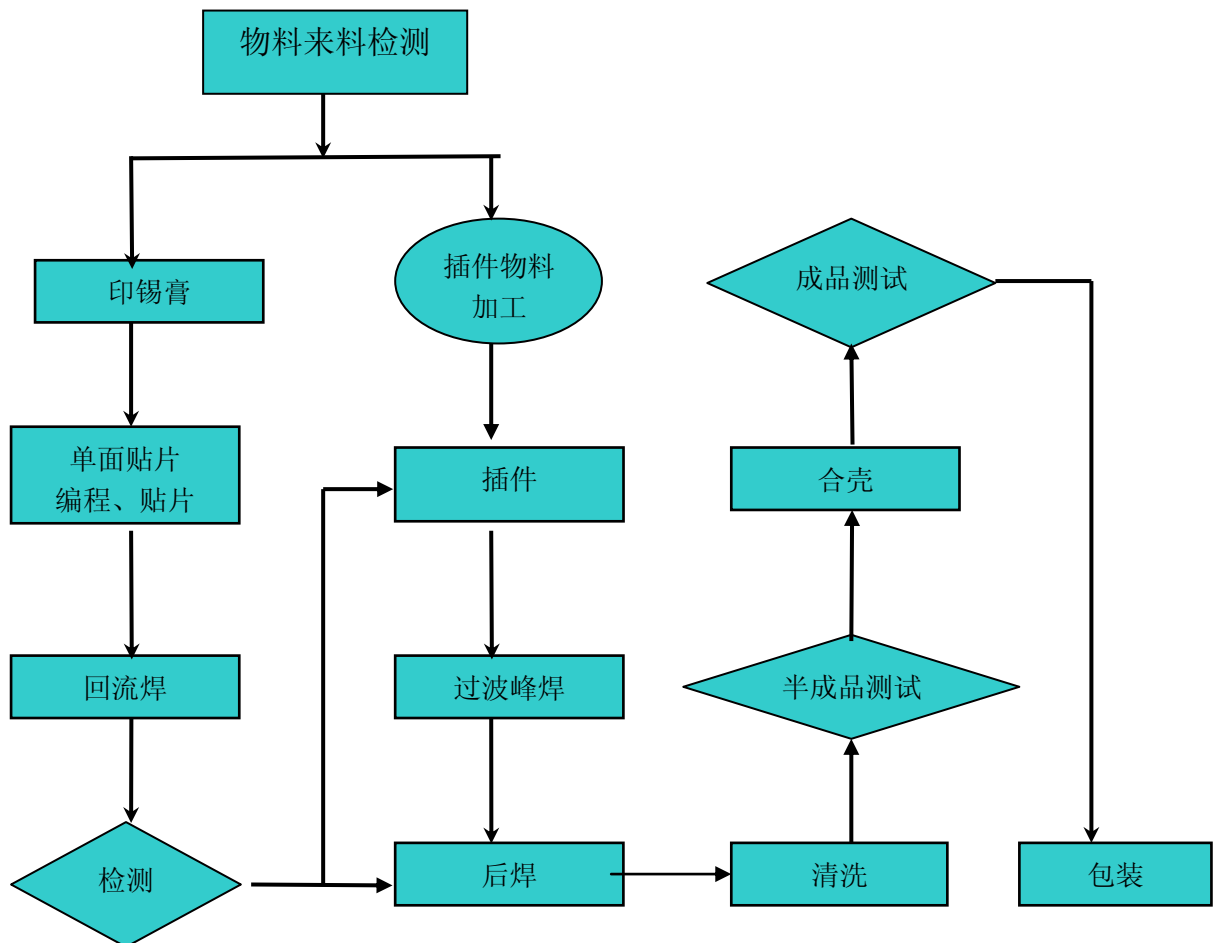 物料来料检测
印锡膏
单面贴片
编程、贴片
回流焊
检测
插件物料
加工
插件
过波峰焊
后焊
清洗
半成品测试
合壳
成品测试
包装